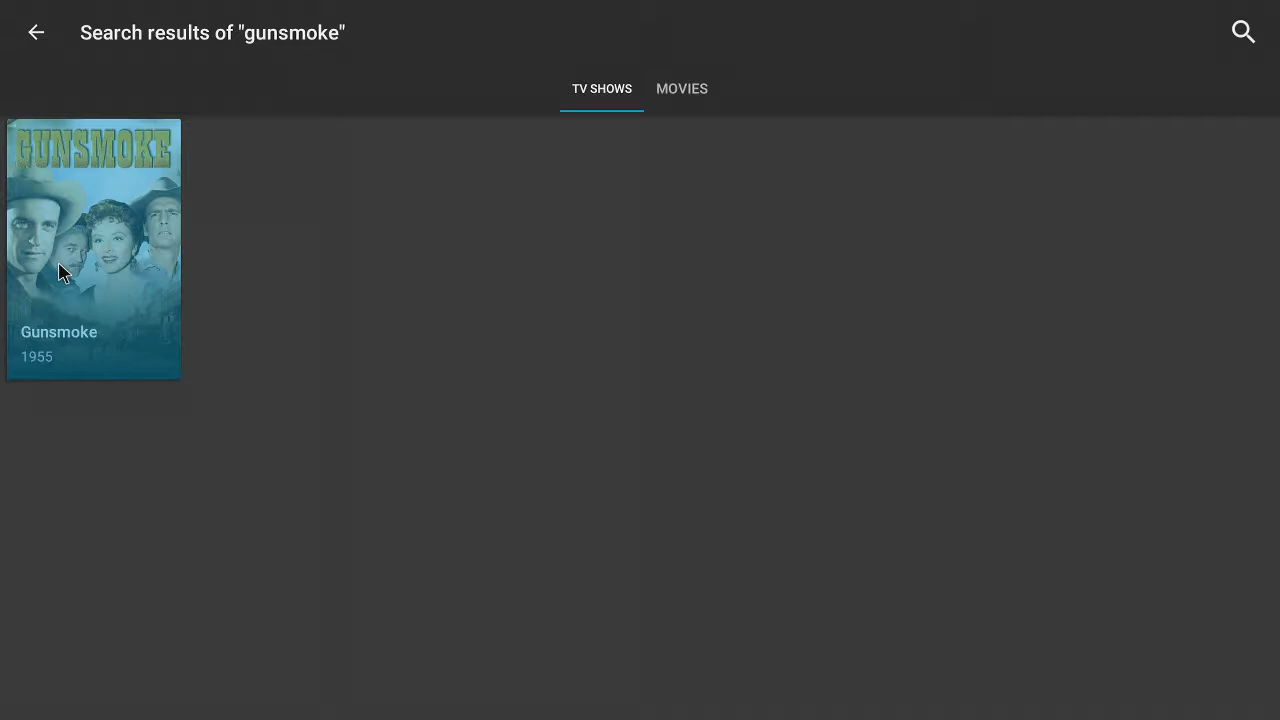 Search results of "gunsmoke"
TV SHOWS
MOVIES
GUNSMOKE
Gunsmoke
1955